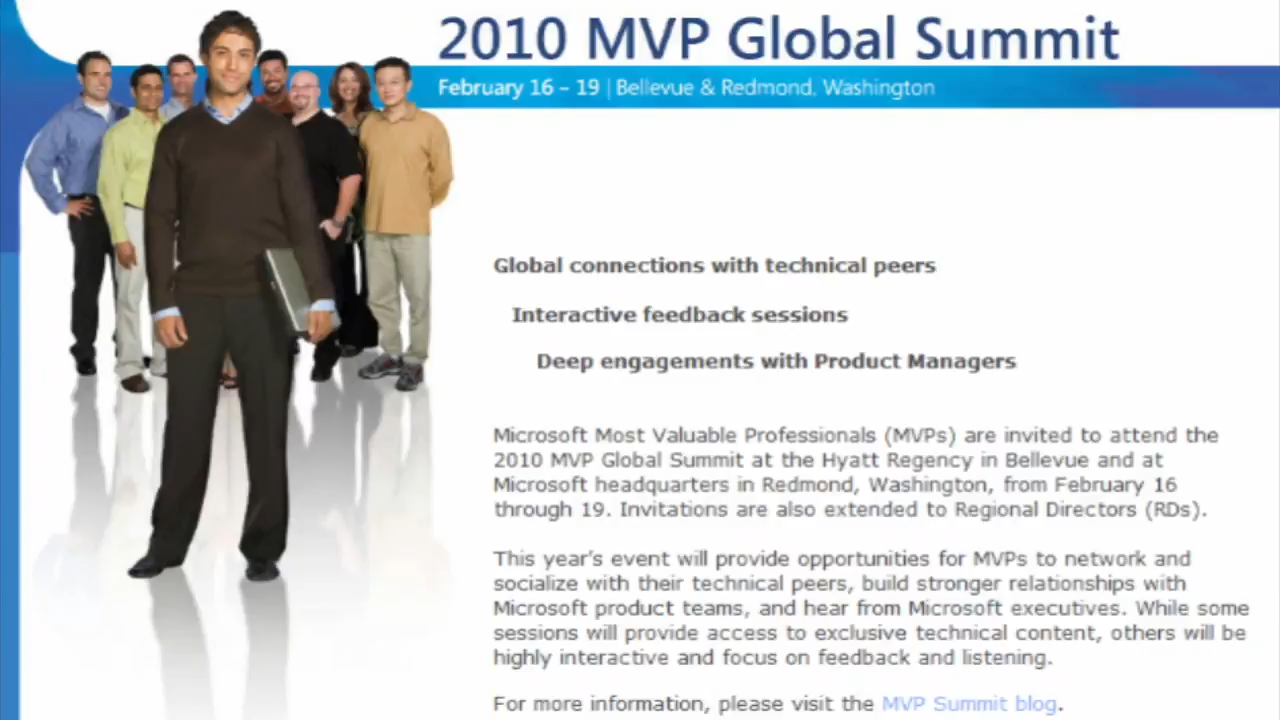 2010 MVP Global Summit
February 16 – 19 | Bellevue & Redmond, Washington
Global connections with technical peers
Interactive feedback sessions
Deep engagements with Product Managers
Microsoft Most Valuable Professionals (MVPs) are invited to attend the
2010 MVP Global Summit at the Hyatt Regency in Bellevue and at
Microsoft headquarters in Redmond, Washington, from February 16
through 19. Invitations are also extended to Regional Directors (RDs).
This year’s event will provide opportunities for MVPs to network and
socialize with their technical peers, build stronger relationships with
Microsoft product teams, and hear from Microsoft executives. While some
sessions will provide access to exclusive technical content, others will be
highly interactive and focus on feedback and listening.
For more information, please visit the MVP Summit blog.